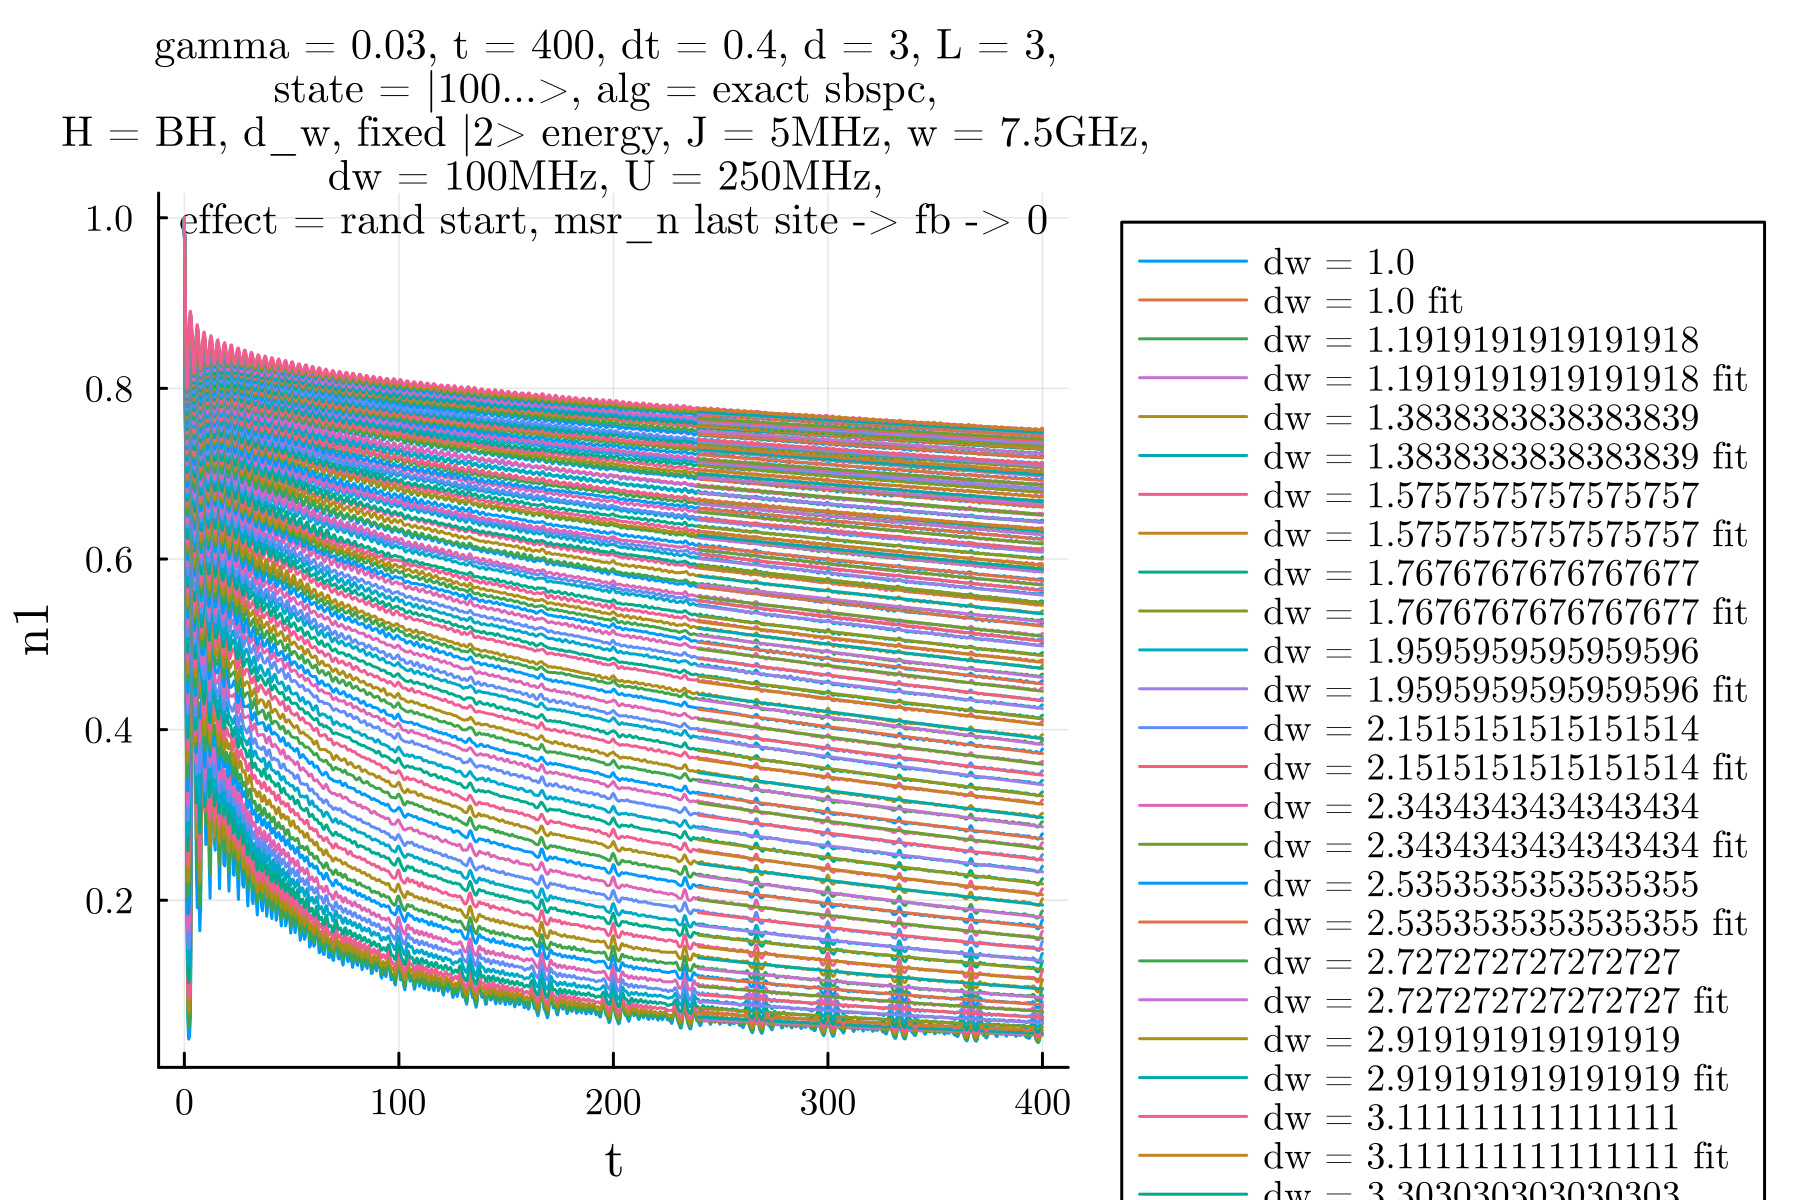 gamma = 0.03, t = 400, dt = 0.4, d = 3, L = 3,
state = |100...>, alg = exact sbspc,
H = BH, d_w, fixed |2> energy, J = 5MHz, w = 7.5GHz,
dw = 100MHz, U = 250MHz,
effect = rand start, msr_n last site -> fb -> 0
1.0
0.8
0.6
0.4
0.2
n1
0 100 200 300 400
t
dw = 1.0
dw = 1.0 fit
dw = 1.1919191919191918
dw = 1.1919191919191918 fit
dw = 1.3838383838383839
dw = 1.3838383838383839 fit
dw = 1.5757575757575757
dw = 1.5757575757575757 fit
dw = 1.7676767676767677
dw = 1.7676767676767677 fit
dw = 1.9595959595959596
dw = 1.9595959595959596 fit
dw = 2.1515151515151514
dw = 2.1515151515151514 fit
dw = 2.3434343434343434
dw = 2.3434343434343434 fit
dw = 2.5353535353535355
dw = 2.5353535353535355 fit
dw = 2.727272727272727
dw = 2.727272727272727 fit
dw = 2.919191919191919
dw = 2.919191919191919 fit
dw = 3.111111111111111
dw = 3.111111111111111 fit
dw = 3.303030303030303